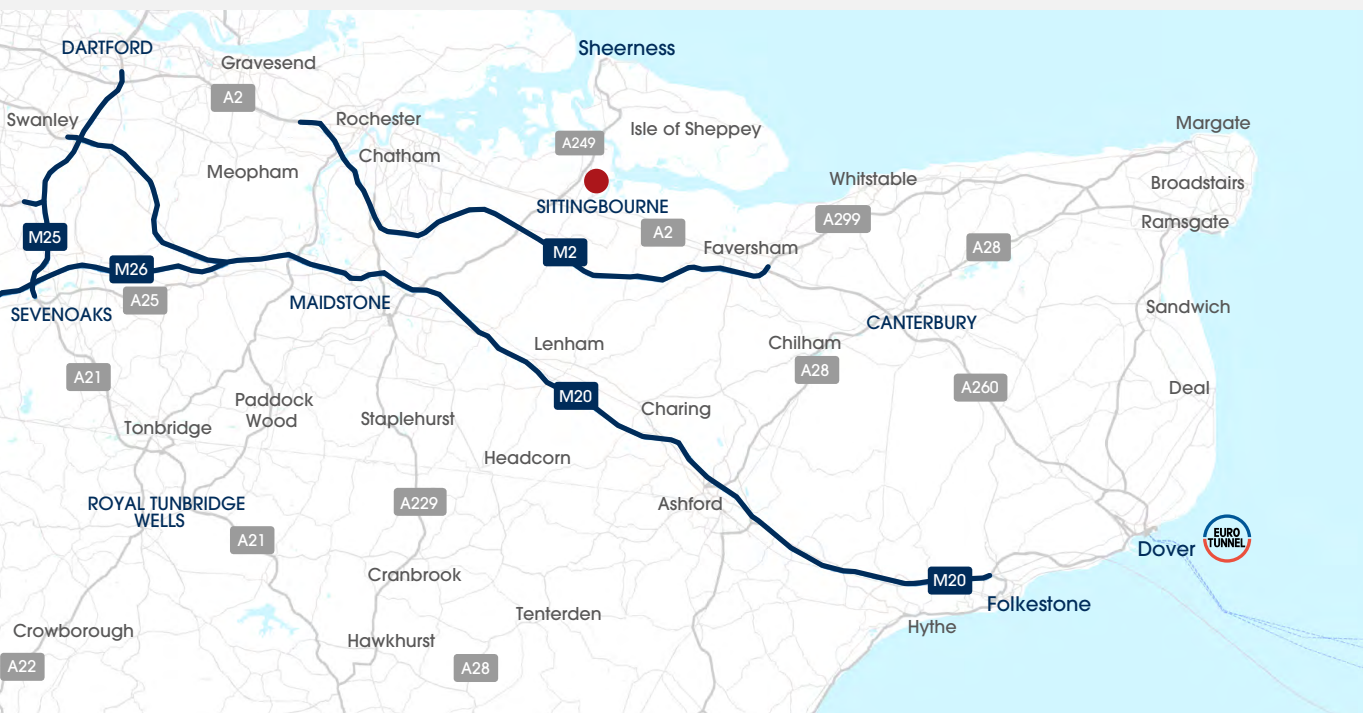 DARTFORD
Sheerness
Gravesend
A2
Swanley
Rochester
Margate
Isle of Sheppey
A249
Chatham
Meopham
Whitstable
Broadstairs
SITTINGBOURNE
A299
Ramsgate
A2
M25
Faversham
A28
M2
M26
A25
MAIDSTONE
Sandwich
SEVENOAKS
CANTERBURY
Lenham
Chilham
A28
A21
A260
Deal
M20
Paddock
Wood
Charing
Staplehurst
Tonbridge
Headcorn
ROYAL TUNBRIDGE
WELLS
A229
Ashford
A21
EURO
TUNNEL
Dover
Cranbrook
M20
Folkestone
Tenterden
Hythe
Crowborough
Hawkhurst
A22
A28